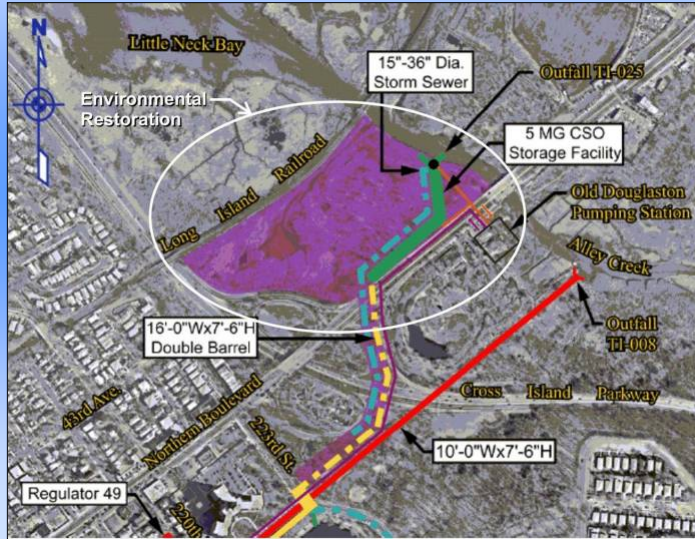 N
Little Neck Bay
15"-36" Dia.
Storm Sewer
Outfall TI-025
Environmental
Restoration
5 MG CSO
Storage Facility
Long Island Railroad
Old Douglaston
Pumping Station
Alley Creek
16'-0"Wx7'-6"H
Double Barrel
Outfall
TI-008
43rd Ave.
Northern Boulevard
223rd St.
Cross Island Parkway
10'-0"Wx7'-6"H
Regulator 49
220th